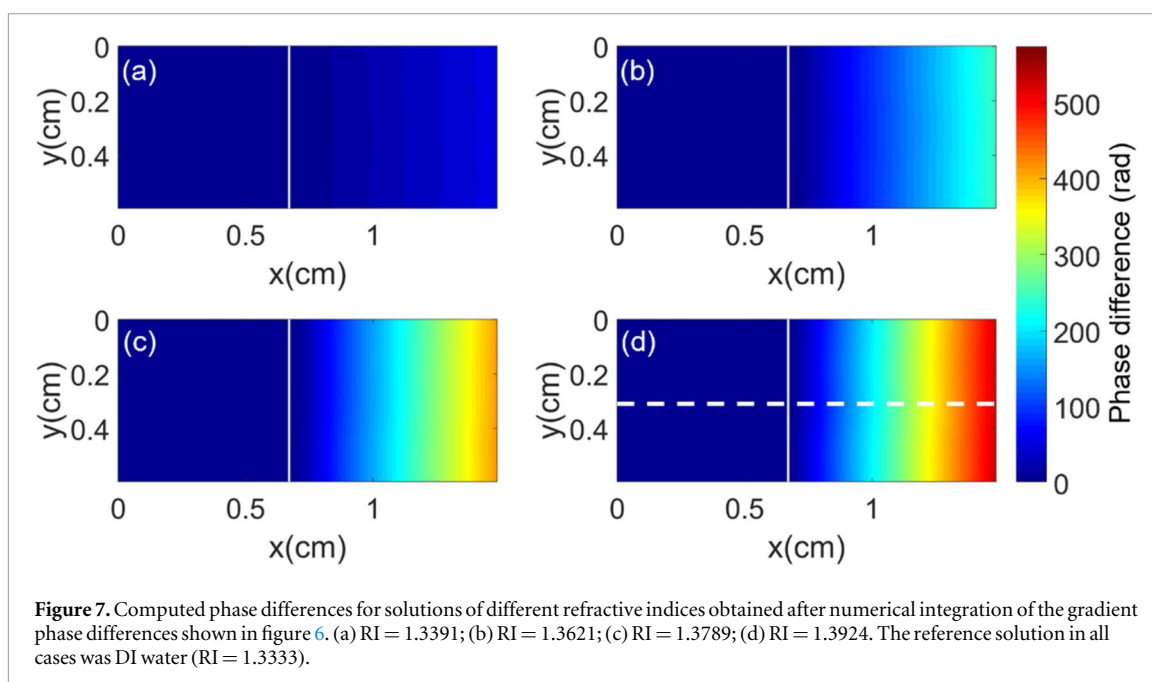 (a)
y(cm)
0
0.2
0.4
0
0.5
1
x(cm)
(b)
y(cm)
0
0.2
0.4
0
0.5
1
x(cm)
(c)
y(cm)
0
0.2
0.4
0
0.5
1
x(cm)
(d)
y(cm)
0
0.2
0.4
0
0.5
1
x(cm)
500
400
300
200
100
0
Phase difference (rad)
Figure 7. Computed phase differences for solutions of different refractive indices obtained after numerical integration of the gradient
phase differences shown in figure 6. (a) RI = 1.3391; (b) RI = 1.3621; (c) RI = 1.3789; (d) RI = 1.3924. The reference solution in all
cases was DI water (RI = 1.3333).